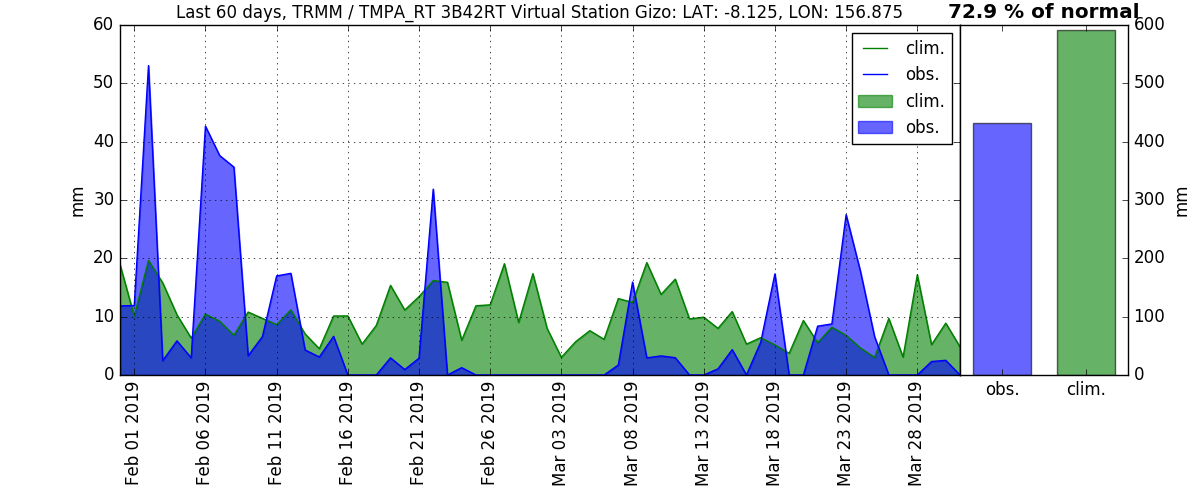 Last 60 days, TRMM / TMPA_RT 3B42RT Virtual Station Gizo: LAT: -8.125, LON: 156.875
72.9 % of normal
mm
60
50
40
30
20
10
0
clim.
obs.
clim.
obs.
600
500
400
300
200
100
0
mm
Feb 01 2019
Feb 06 2019
Feb 11 2019
Feb 16 2019
Feb 21 2019
Feb 26 2019
Mar 03 2019
Mar 08 2019
Mar 13 2019
Mar 18 2019
Mar 23 2019
Mar 28 2019
obs.
clim.